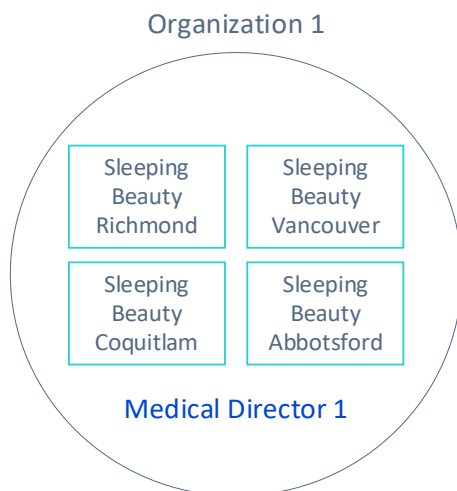 Organization 1
Sleeping
Beauty
Richmond
Sleeping
Beauty
Vancouver
Sleeping
Beauty
Coquitlam
Sleeping
Beauty
Abbotsford
Medical Director 1